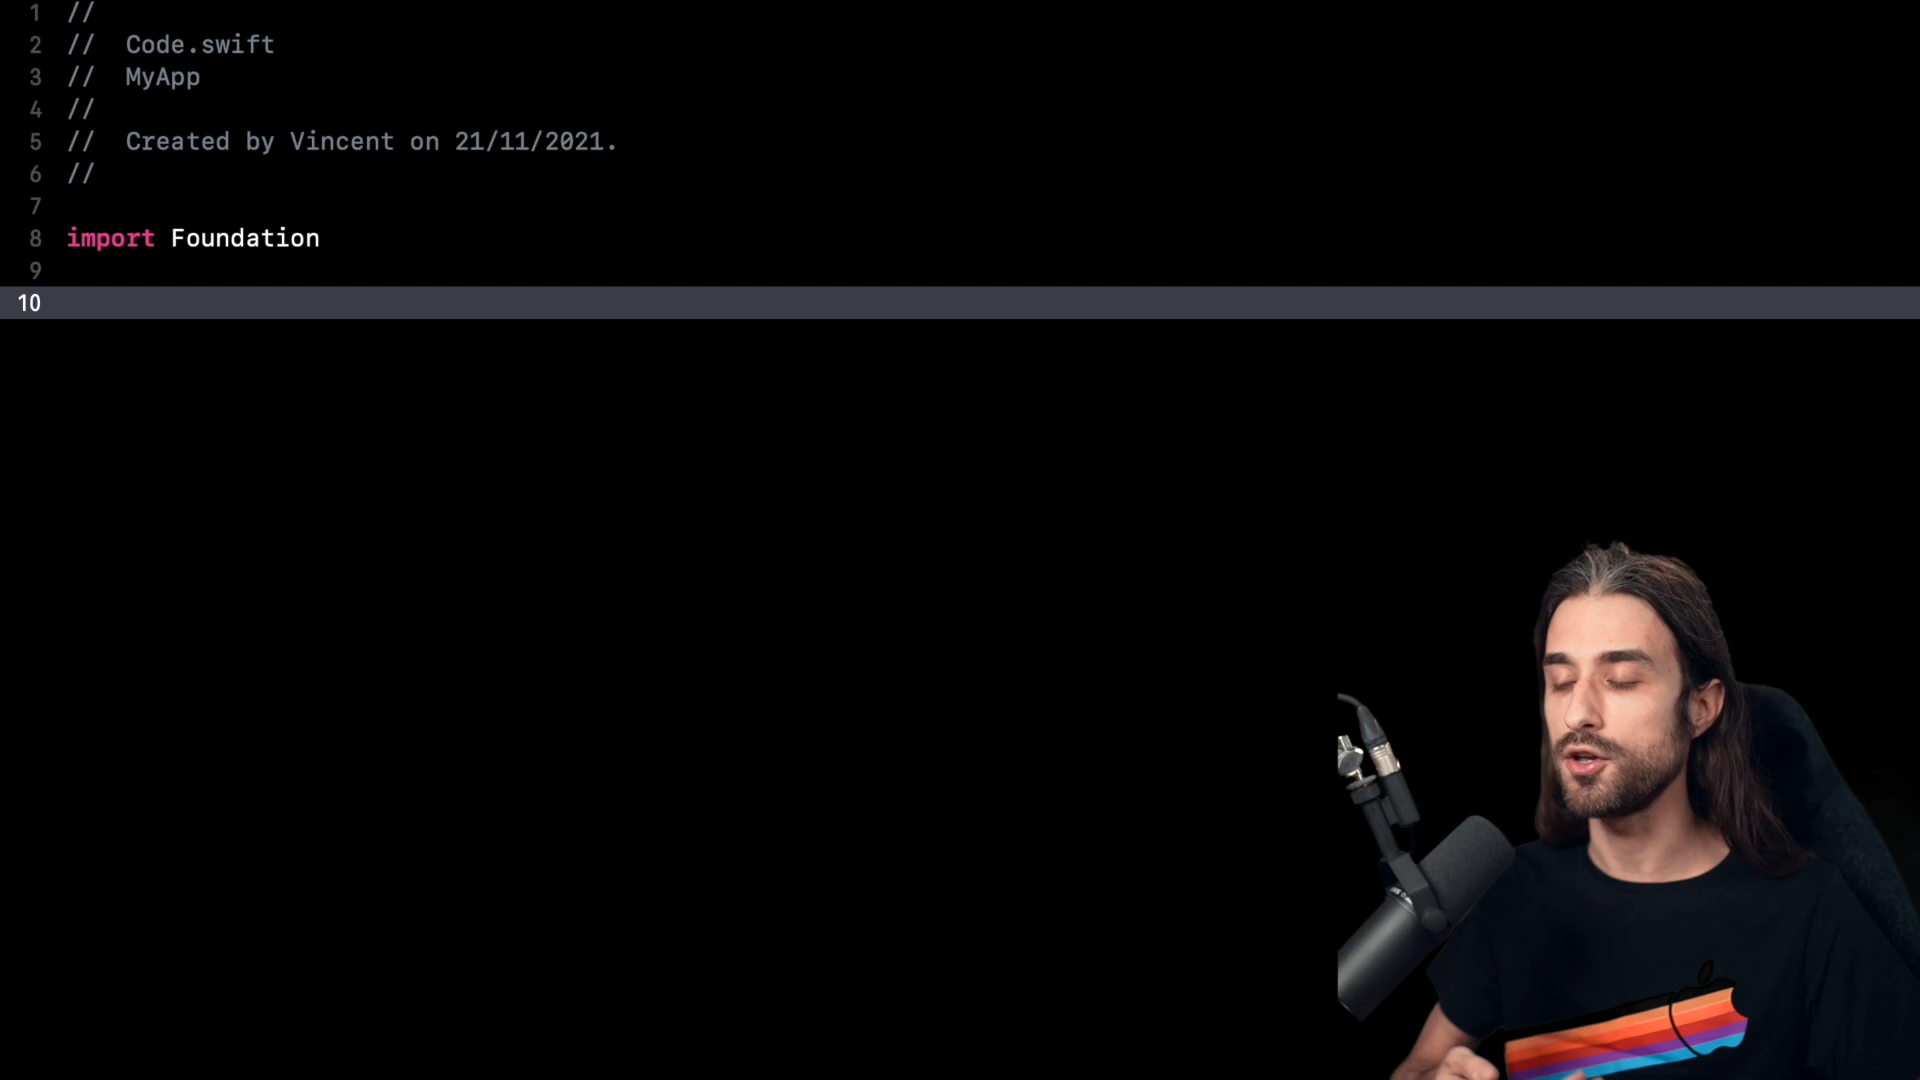 1 //
2 //  Code.swift
3 //  MyApp
4 //
5 //  Created by Vincent on 21/11/2021.
6 //
7
8 import Foundation
9
10